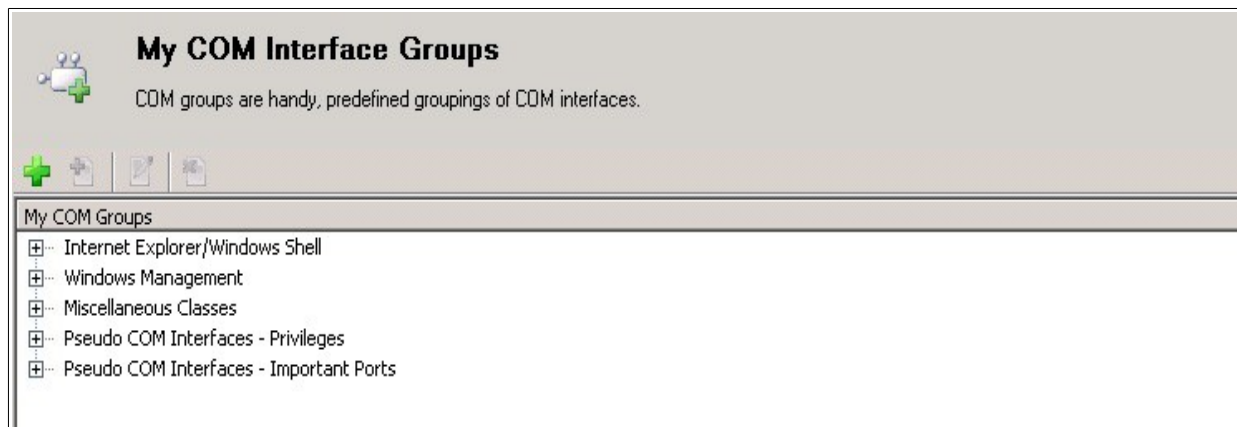 My COM Interface Groups
COM groups are handy, predefined groupings of COM interfaces.
My COM Groups
Internet Explorer/Windows Shell
Windows Management
Miscellaneous Classes
Pseudo COM Interfaces - Privileges
Pseudo COM Interfaces - Important Ports